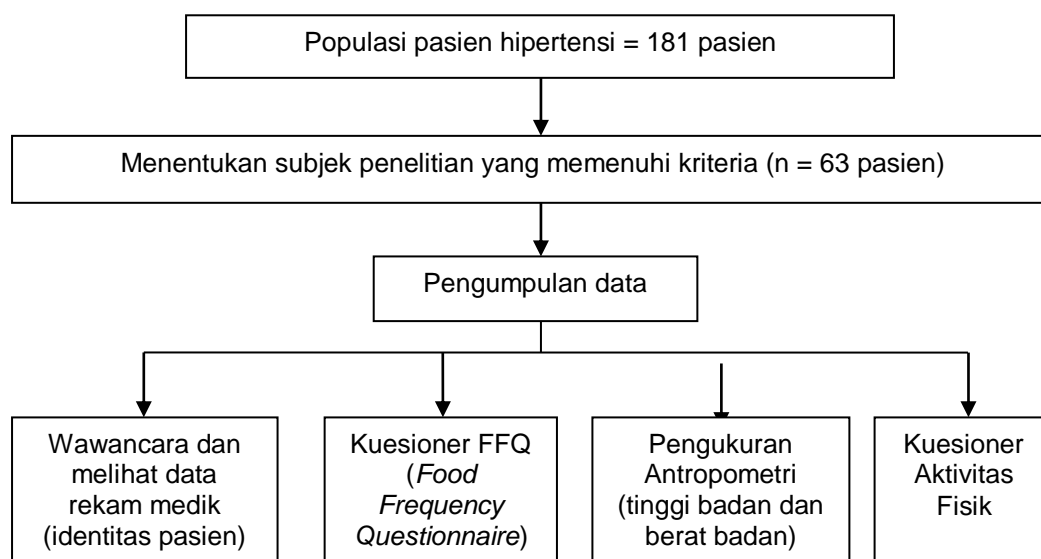 Populasi pasien hipertensi = 181 pasien
Menentukan subjek penelitian yang memenuhi kriteria (n = 63 pasien)
Pengumpulan data
Wawancara dan
melihat data
rekam medik
(identitas pasien)
Kuesioner FFQ
(Food
Frequency
Questionnaire)
Pengukuran
Antropometri
(tinggi badan dan
berat badan)
Kuesioner
Aktivitas
Fisik